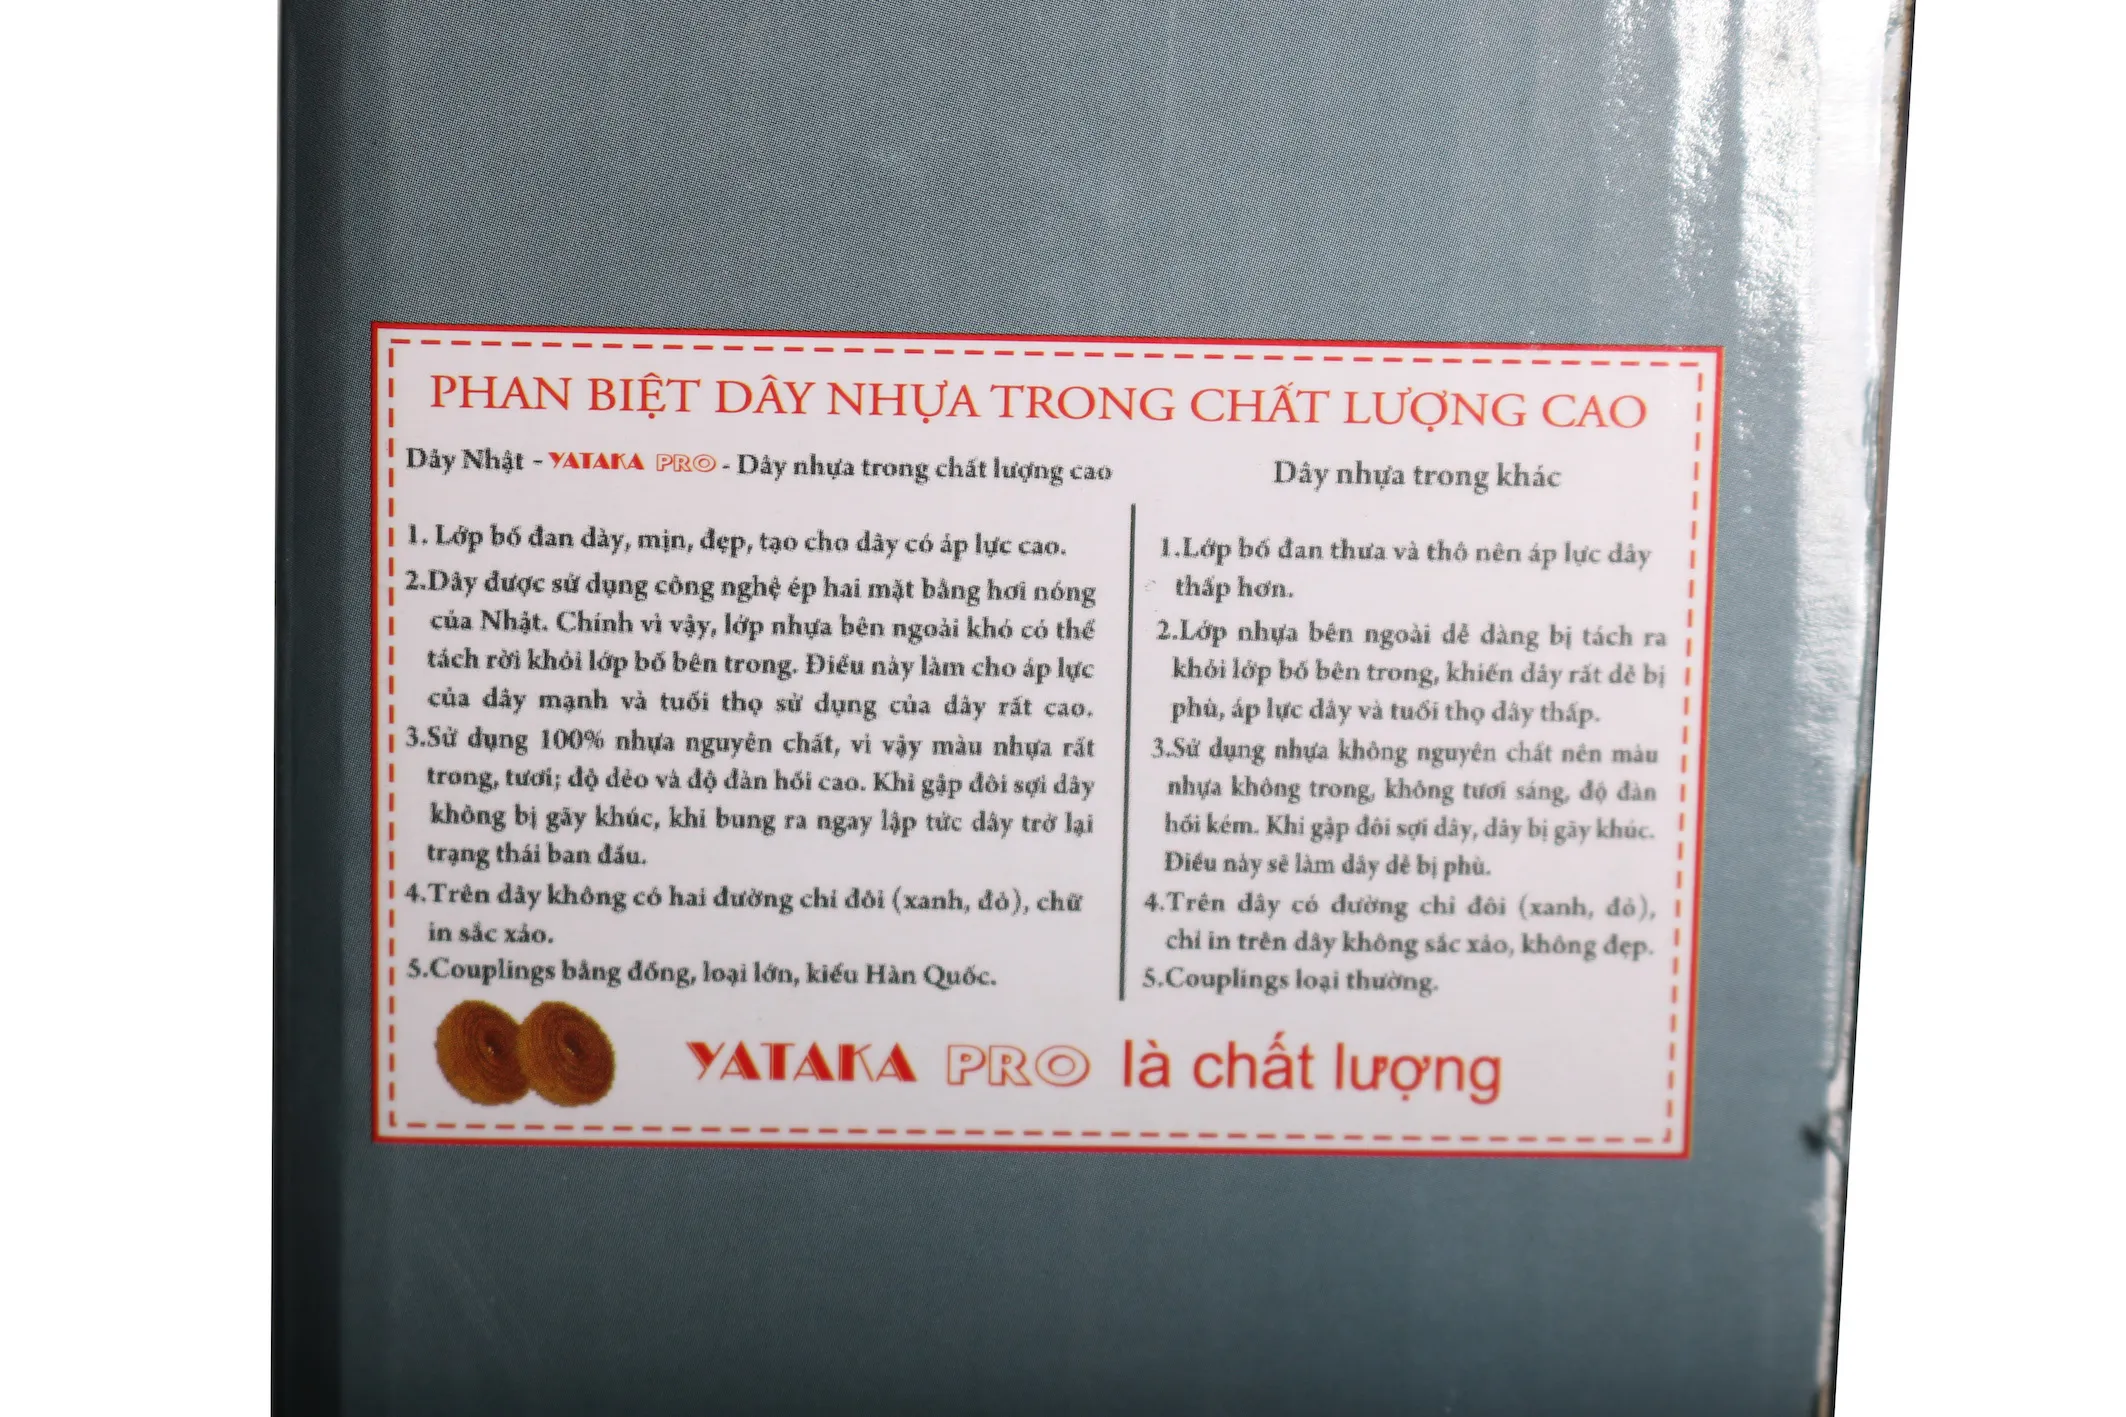 PHAN BIỆT DÂY NHỰA TRONG CHẤT LƯỢNG CAO
Dây Nhật - YATAKA PRO - Dây nhựa trong chất lượng cao
1. Lớp bố đan dày, mịn, đẹp, tạo cho dây có áp lực cao.
2.Dây được sử dụng công nghệ ép hai mặt bằng hơi nóng
của Nhật. Chính vì vậy, lớp nhựa bên ngoài khó có thể
tách rời khỏi lớp bố bên trong. Điều này làm cho áp lực
của dây mạnh và tuổi thọ sử dụng của dây rất cao.
3.Sử dụng 100% nhựa nguyên chất, vì vậy màu nhựa rất
trong, tươi; độ dẻo và độ đàn hồi cao. Khi gập đôi sợi dây
không bị gãy khúc, khi bung ra ngay lập tức dây trở lại
trạng thái ban đầu.
4.Trên dây không có hai đường chỉ đôi (xanh, đỏ), chữ
in sắc xảo.
5.Couplings bằng đồng, loại lớn, kiểu Hàn Quốc.
Dây nhựa trong khác
1.Lớp bố đan thưa và thô nên áp lực dây
thấp hơn.
2.Lớp nhựa bên ngoài dễ dàng bị tách ra
khỏi lớp bố bên trong, khiến dây rất dễ bị
phù, áp lực dây và tuổi thọ dây thấp.
3.Sử dụng nhựa không nguyên chất nên màu
nhựa không trong, không tươi sáng, độ đàn
hồi kém. Khi gập đôi sợi dây, dây bị gãy khúc.
Điều này sẽ làm dây dễ bị phù.
4.Trên dây có đường chỉ đôi (xanh, đỏ),
chỉ in trên dây không sắc xảo, không đẹp.
5.Couplings loại thường.
YATAKA PRO là chất lượng